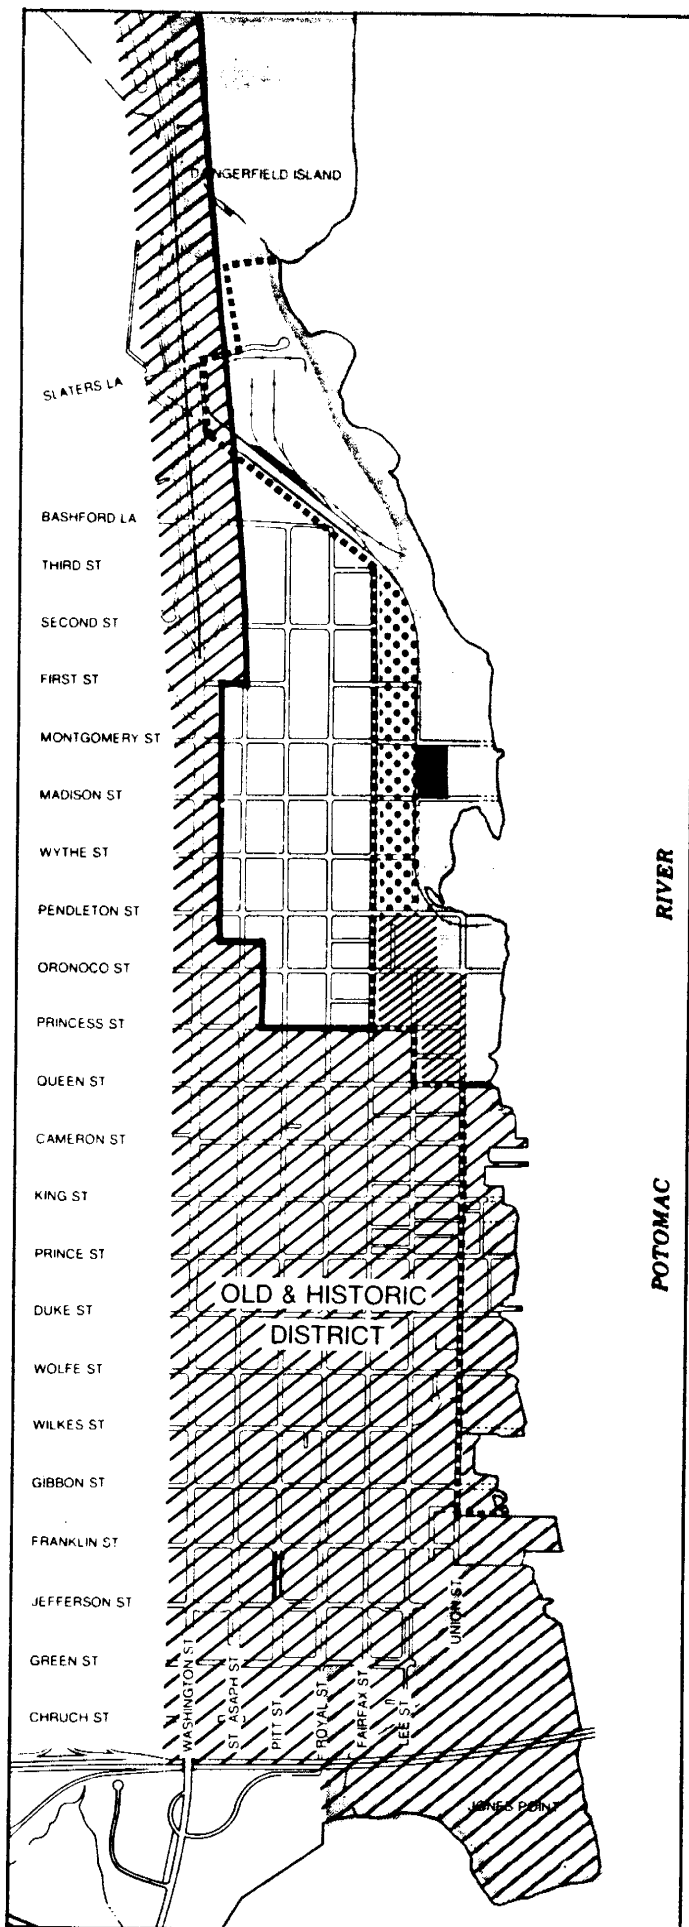 DANGERFIELD ISLAND
SLATERS LA
BASHFORD LA
THIRD ST
SECOND ST
FIRST ST
MONTGOMERY ST
MADISON ST
WYTHE ST
PENDLETON ST
ORONOCO ST
PRINCESS ST
QUEEN ST
CAMERON ST
KING ST
PRINCE ST
DUKE ST
WOLFE ST
WILKES ST
GIBBON ST
FRANKLIN ST
JEFFERSON ST
GREEN ST
CHRUCH ST
OLD & HISTORIC
DISTRICT
WASHINGTON ST
ST ASAPH ST
PITT ST
ROYAL ST
FAIRFAX ST
LEE ST
UNION ST
JONES POINT
POTOMAC
RIVER